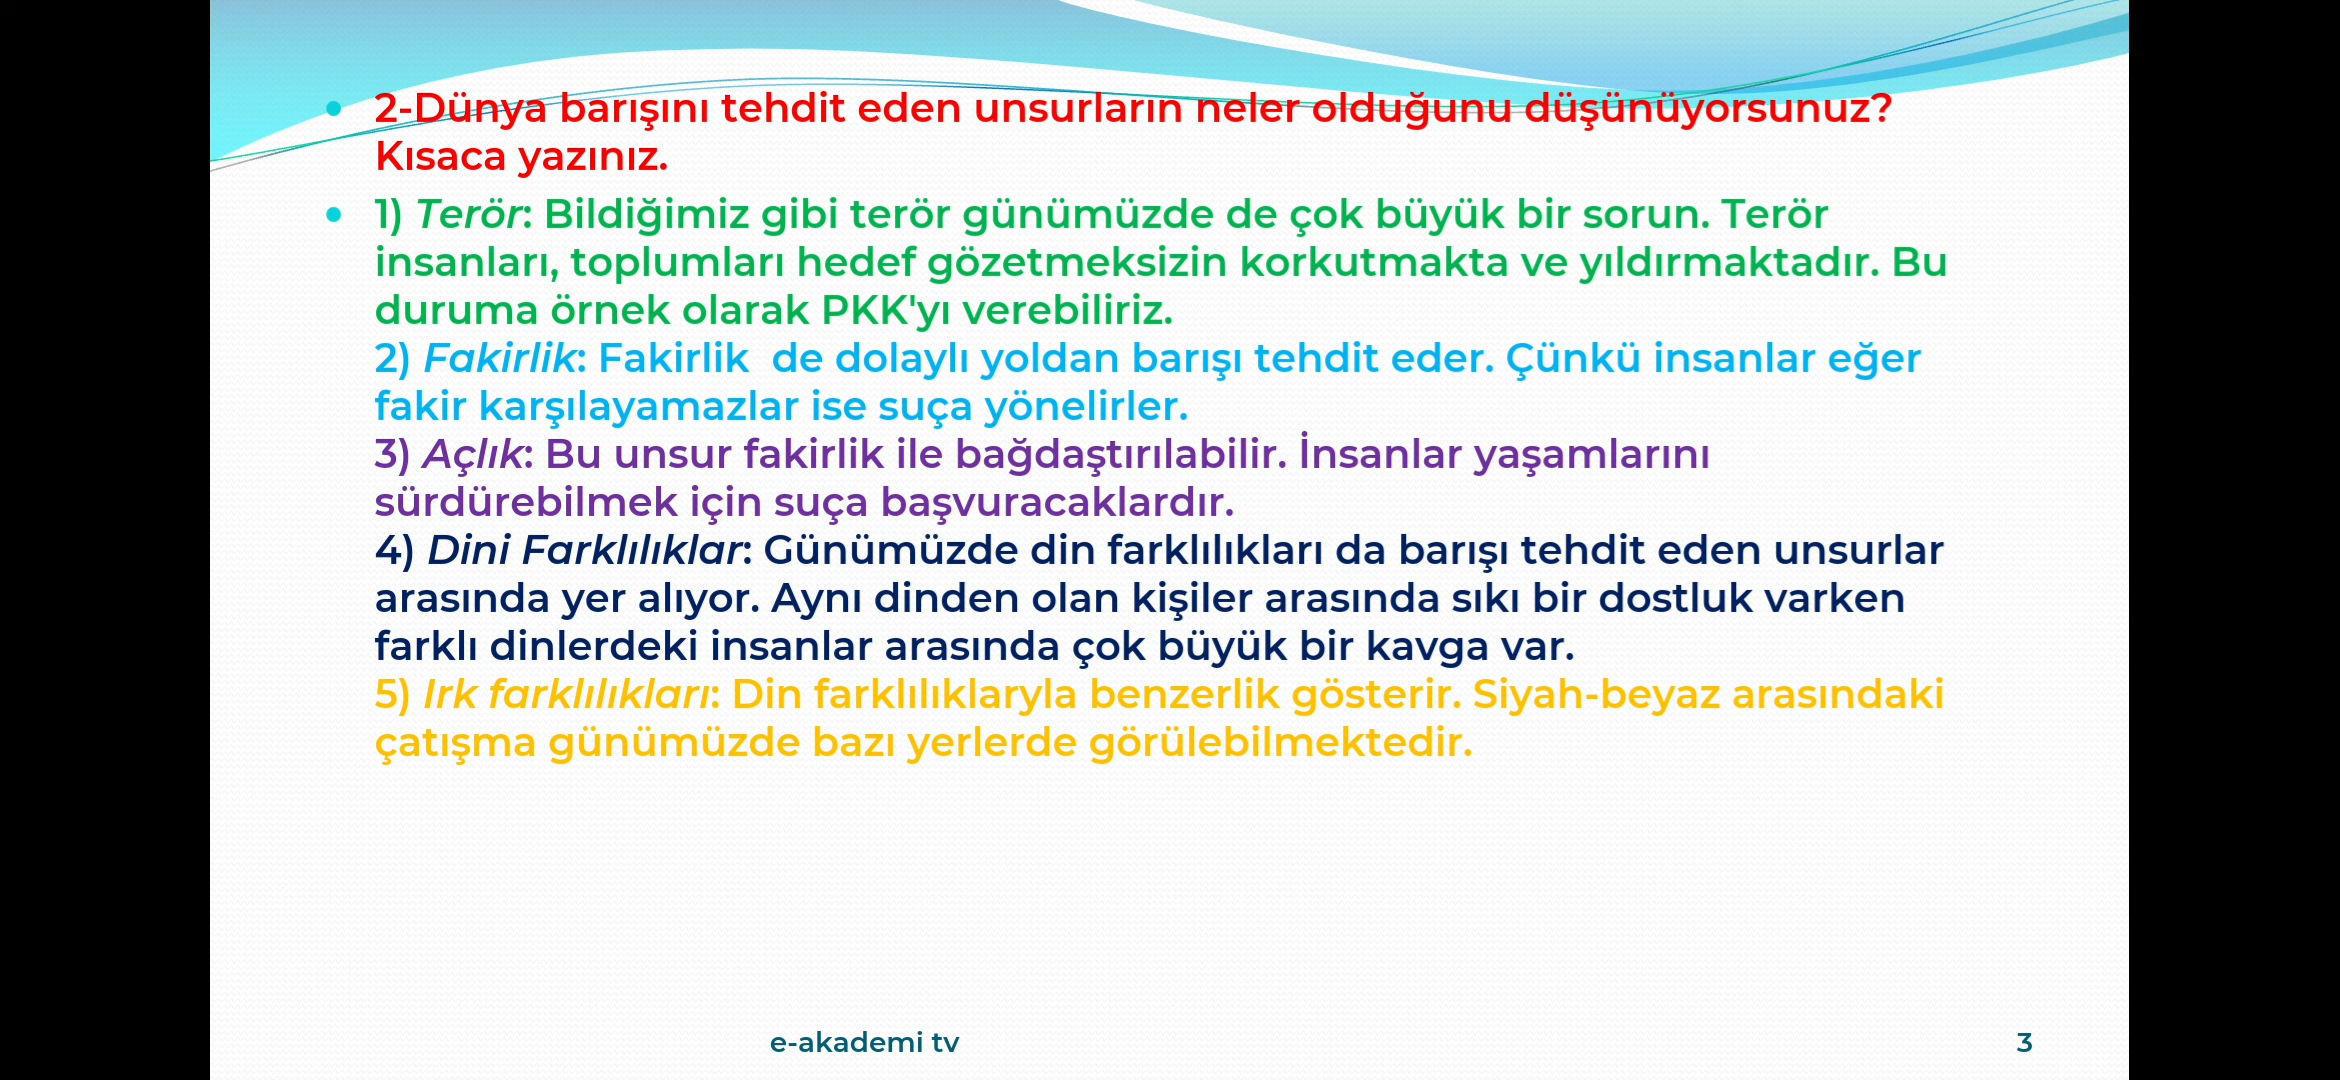 2-Dünya barışını tehdit eden unsurların neler olduğunu düşünüyorsunuz?
Kısaca yazınız.
1) Terör: Bildiğimiz gibi terör günümüzde de çok büyük bir sorun. Terör
insanları, toplumları hedef gözetmeksizin korkutmakta ve yıldırmaktadır. Bu
duruma örnek olarak PKK'yı verebiliriz.
2) Fakirlik: Fakirlik  de dolaylı yoldan barışı tehdit eder. Çünkü insanlar eğer
fakir karşılayamazlar ise suça yönelirler.
3) Açlık: Bu unsur fakirlik ile bağdaştırılabilir. İnsanlar yaşamlarını
sürdürebilmek için suça başvuracaklardır.
4) Dini Farklılıklar: Günümüzde din farklılıkları da barışı tehdit eden unsurlar
arasında yer alıyor. Aynı dinden olan kişiler arasında sıkı bir dostluk varken
farklı dinlerdeki insanlar arasında çok büyük bir kavga var.
5) Irk farklılıkları: Din farklılıklaryla benzerlik gösterir. Siyah-beyaz arasındaki
çatışma günümüzde bazı yerlerde görülebilmektedir.
e-akademi tv
3